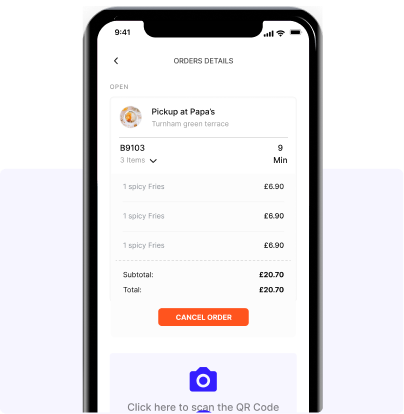 9:41
ORDERS DETAILS
OPEN
Pickup at Papa's
Turnham green terrace
B9103 9
3 Items Min
1 spicy Fries £6.90
1 spicy Fries £6.90
1 spicy Fries £6.90
Subtotal: £20.70
Total: £20.70
CANCEL ORDER
Click here to scan the QR Code